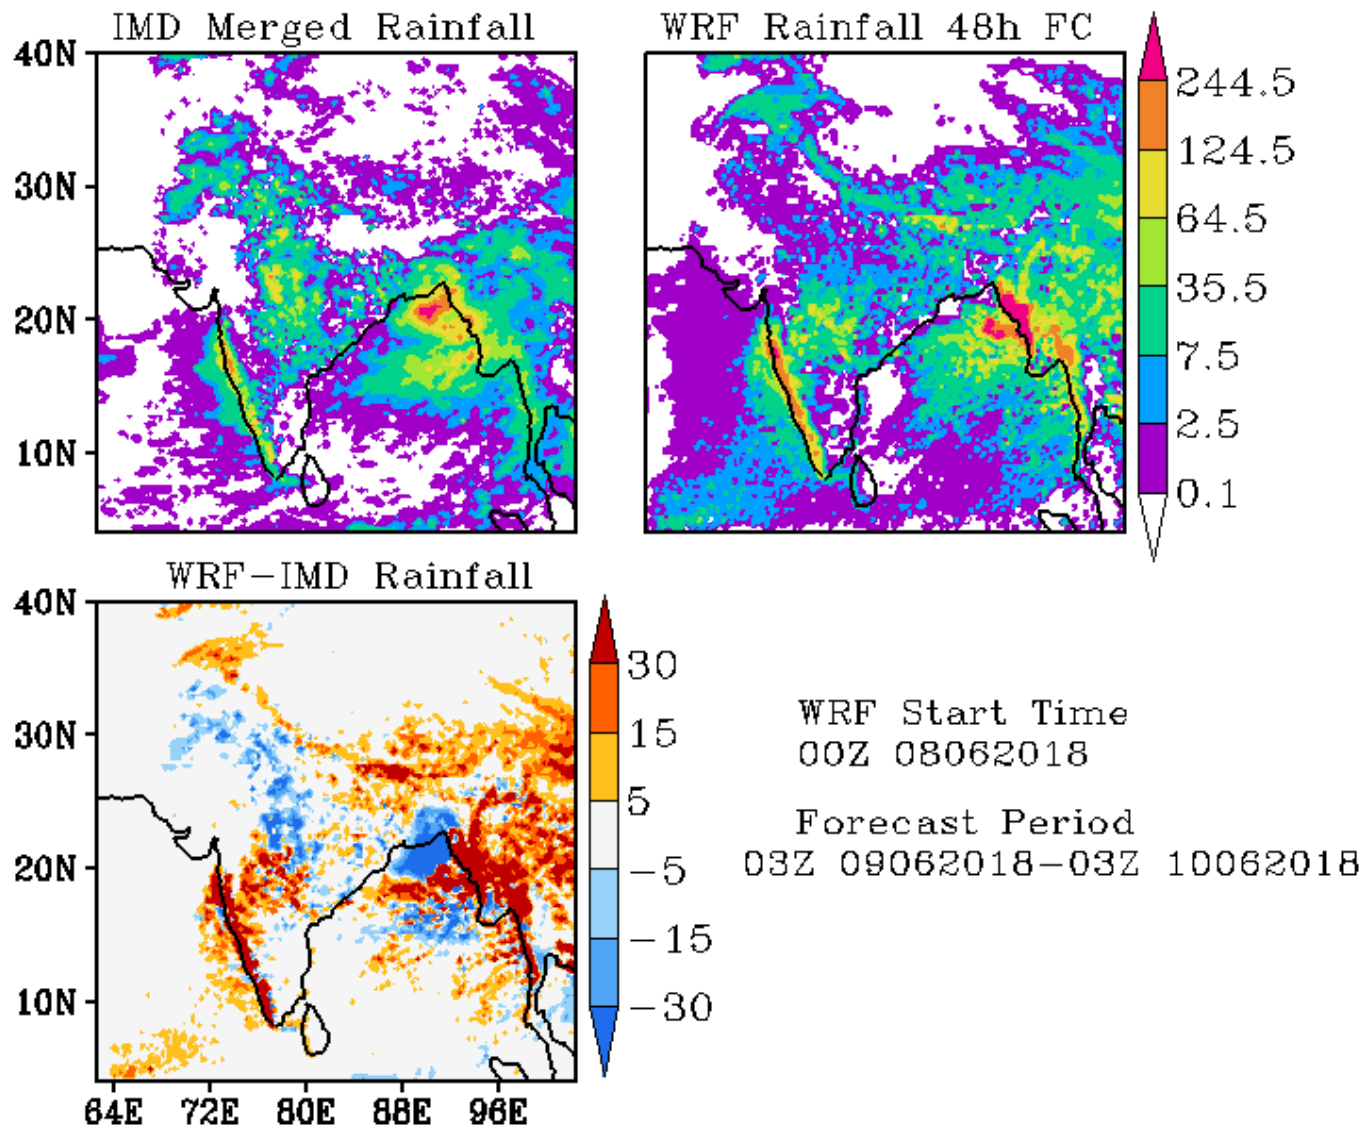 IMD Merged Rainfall
WRF Rainfall 48h FC
40N
30N
20N
10N
244.5
124.5
64.5
35.5
7.5
2.5
0.1
WRF-IMD Rainfall
40N
30N
20N
10N
64E 72E 80E 88E 96E
30
15
5
-5
-15
-30
WRF Start Time
00Z 08062018
Forecast Period
03Z 09062018-03Z 10062018